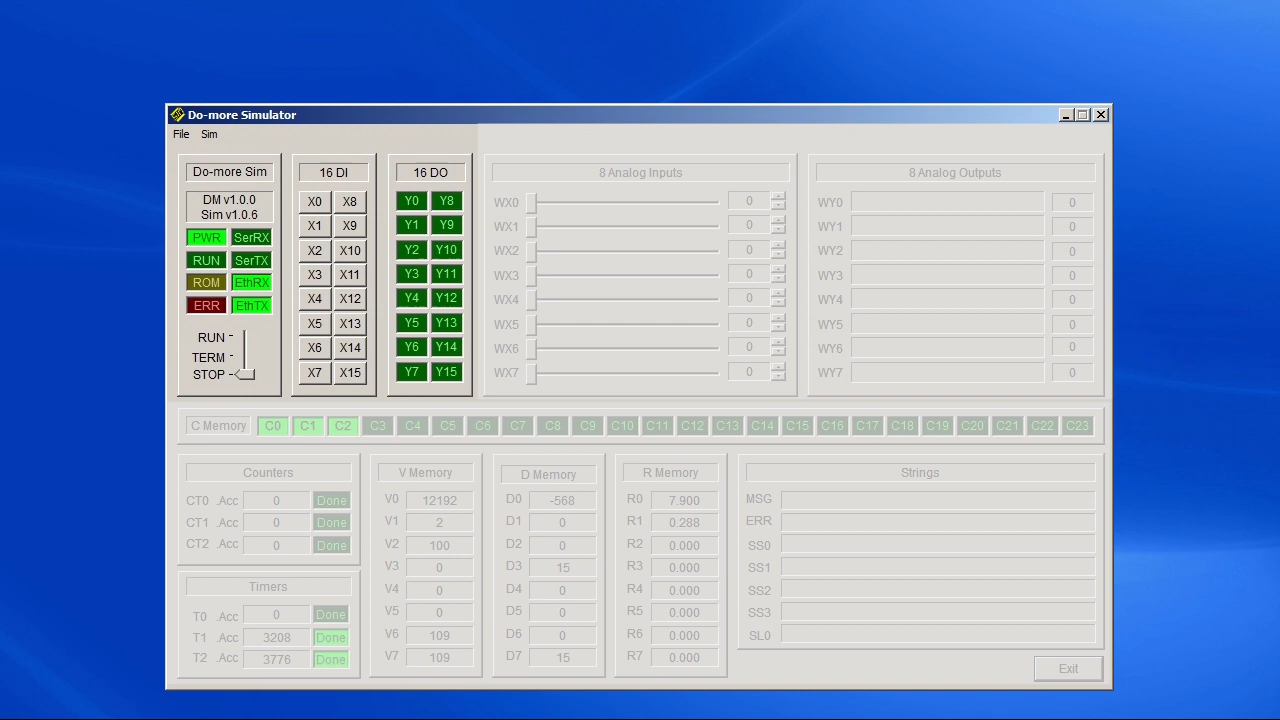 Do-more Simulator
File Sim
Do-more Sim
DM v1.0.0
Sim v1.0.6
PWR SerRX
RUN SerTX
ROM EthRX
ERR EthTX
RUN
TERM
STOP
16 DI
X0 X8
X1 X9
X2 X10
X3 X11
X4 X12
X5 X13
X6 X14
X7 X15
16 DO
Y0 Y8
Y1 Y9
Y2 Y10
Y3 Y11
Y4 Y12
Y5 Y13
Y6 Y14
Y7 Y15
8 Analog Inputs
WX0 0
WX1 0
WX2 0
WX3 0
WX4 0
WX5 0
WX6 0
WX7 0
8 Analog Outputs
WY0 0
WY1 0
WY2 0
WY3 0
WY4 0
WY5 0
WY6 0
WY7 0
C Memory C0 C1 C2 C3 C4 C5 C6 C7 C8 C9 C10 C11 C12 C13 C14 C15 C16 C17 C18 C19 C20 C21 C22 C23
Counters
CT0 .Acc 0 Done
CT1 .Acc 0 Done
CT2 .Acc 0 Done
Timers
T0 .Acc 0 Done
T1 .Acc 3208 Done
T2 .Acc 3776 Done
V Memory
V0 12192
V1 2
V2 100
V3 0
V4 0
V5 0
V6 109
V7 109
D Memory
D0 -568
D1 0
D2 0
D3 15
D4 0
D5 0
D6 0
D7 15
R Memory
R0 7.900
R1 0.288
R2 0.000
R3 0.000
R4 0.000
R5 0.000
R6 0.000
R7 0.000
Strings
MSG
ERR
SS0
SS1
SS2
SS3
SL0
Exit